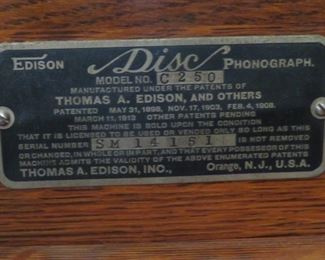 EDISON Disc PHONOGRAPH.
MODEL NO. C 250
MANUFACTURED UNDER THE PATENTS OF
THOMAS A. EDISON, AND OTHERS
PATENTED MAY 31, 1898, NOV. 17, 1903, FEB. 4, 1908.
MARCH 11, 1913 OTHER PATENTS PENDING
THIS MACHINE IS SOLD UPON THE CONDITION
THAT IT IS LICENSED TO BE USED OR VENDED ONLY SO LONG AS THIS
SERIAL NUMBER SM 14151 IS NOT REMOVED
OR CHANGED, IN WHOLE OR IN PART, AND THAT EVERY POSSESSOR OF THIS
MACHINE ADMITS THE VALIDITY OF THE ABOVE ENUMERATED PATENTS
THOMAS A. EDISON, INC., Orange, N. J., U.S.A.